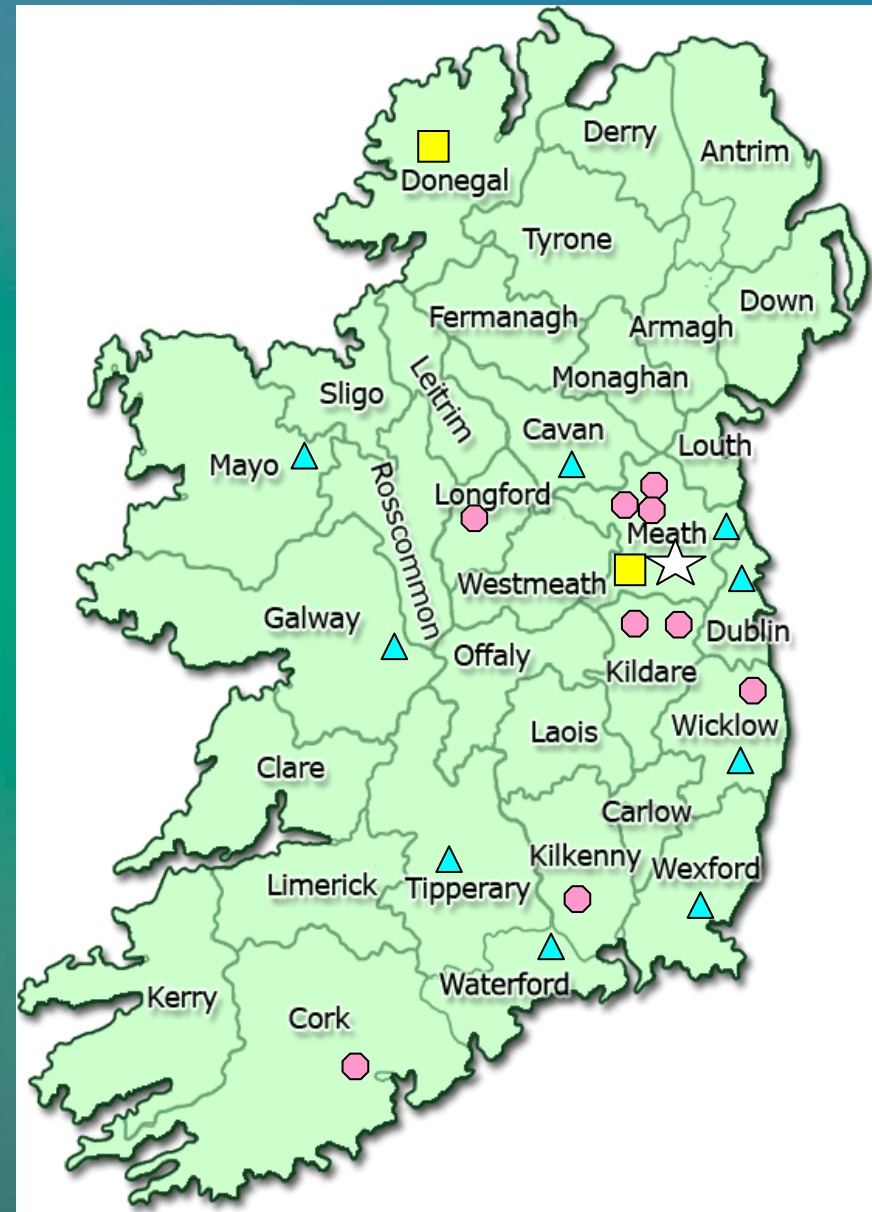 Derry
Antrim
Donegal
Tyrone
Down
Fermanagh
Armagh
Monaghan
Leitrim
Sligo
Cavan
Louth
Mayo
Rosscommon
Longford
Meath
Westmeath
Galway
Dublin
Offaly
Kildare
Wicklow
Laois
Clare
Carlow
Kilkenny
Wexford
Limerick
Tipperary
Waterford
Kerry
Cork